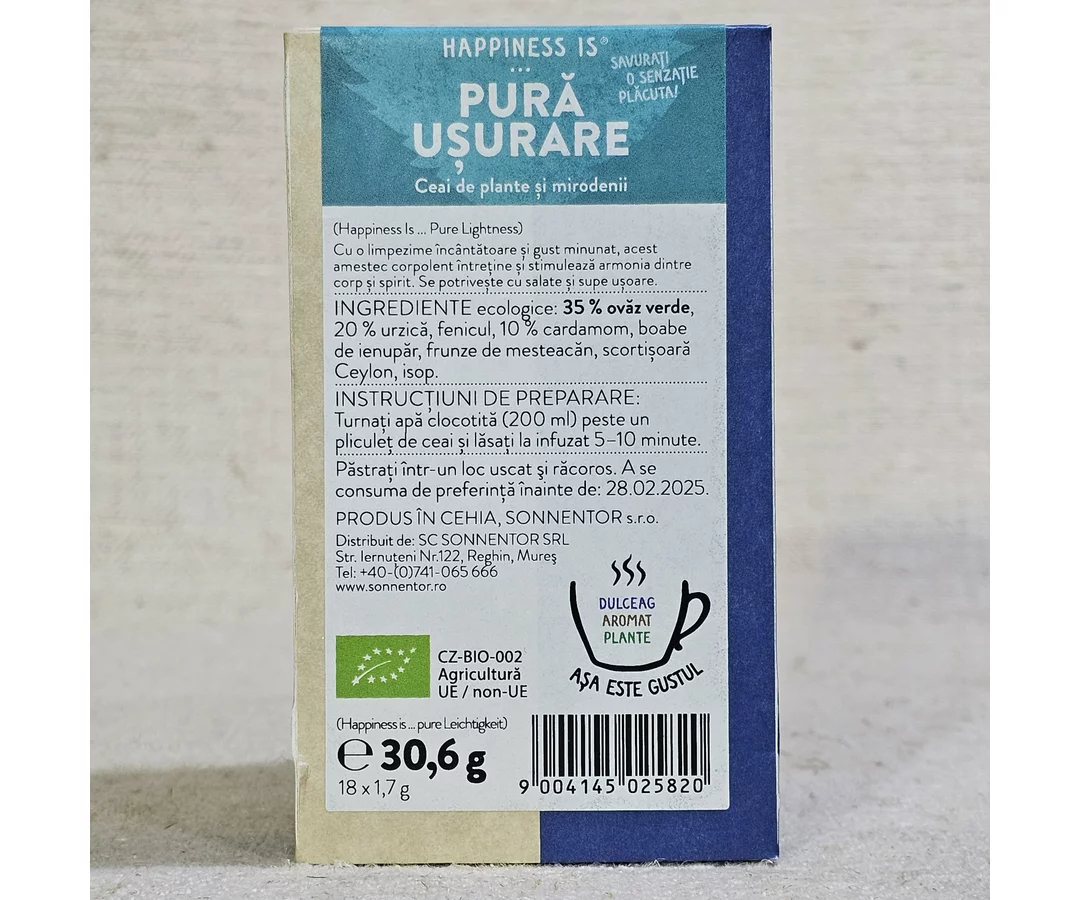 HAPPINESS IS®
...
SAVURAȚI
O SENZAȚIE
PLĂCUTĂ!
PURĂ
UȘURARE
Ceai de plante și mirodenii
(Happiness Is ... Pure Lightness)
Cu o limpezime încântătoare și gust minunat, acest
amestec corpolent întreține și stimulează armonia dintre
corp și spirit. Se potrivește cu salate și supe ușoare.
INGREDIENTE ecologice: 35 % ovăz verde,
20 % urzică, fenicul, 10 % cardamom, boabe
de ienupăr, frunze de mesteacăn, scortișoară
Ceylon, isop.
INSTRUCȚIUNI DE PREPARARE:
Turnați apă clocotită (200 ml) peste un
pliculeț de ceai și lăsați la infuzat 5–10 minute.
Păstrați într-un loc uscat şi răcoros. A se
consuma de preferință înainte de: 28.02.2025.
PRODUS ÎN CEHIA, SONNENTOR s.r.o.
Distribuit de: SC SONNENTOR SRL
Str. Iernuțeni Nr.122, Reghin, Mureş
Tel: +40-(0)741-065 666
www.sonnentor.ro
DULCEAG
AROMAT
PLANTE
AȘA ESTE GUSTUL
CZ-BIO-002
Agricultură
UE / non-UE
(Happiness is ... pure Leichtigkeit)
℮ 30,6 g
18 x 1,7 g
9 004145 025820